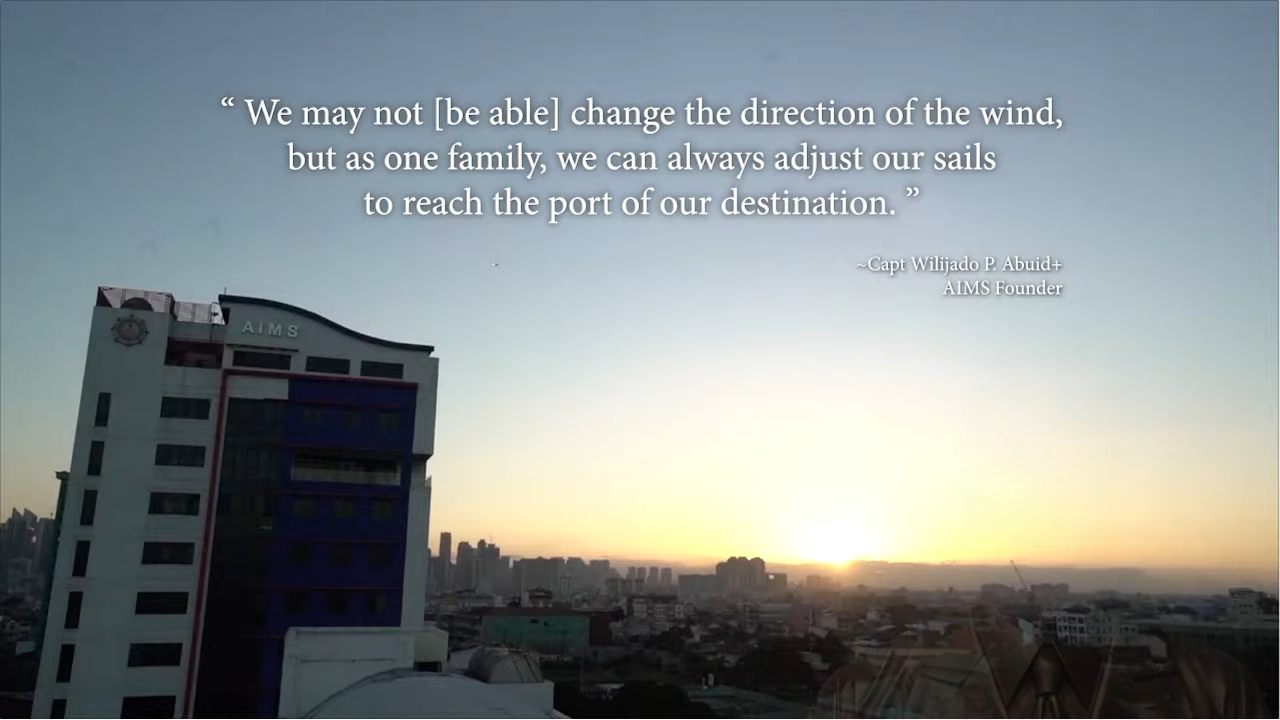 “ We may not [be able] change the direction of the wind,
but as one family, we can always adjust our sails
to reach the port of our destination. ”
~Capt Wilijado P. Abuid+
AIMS Founder
AIMS